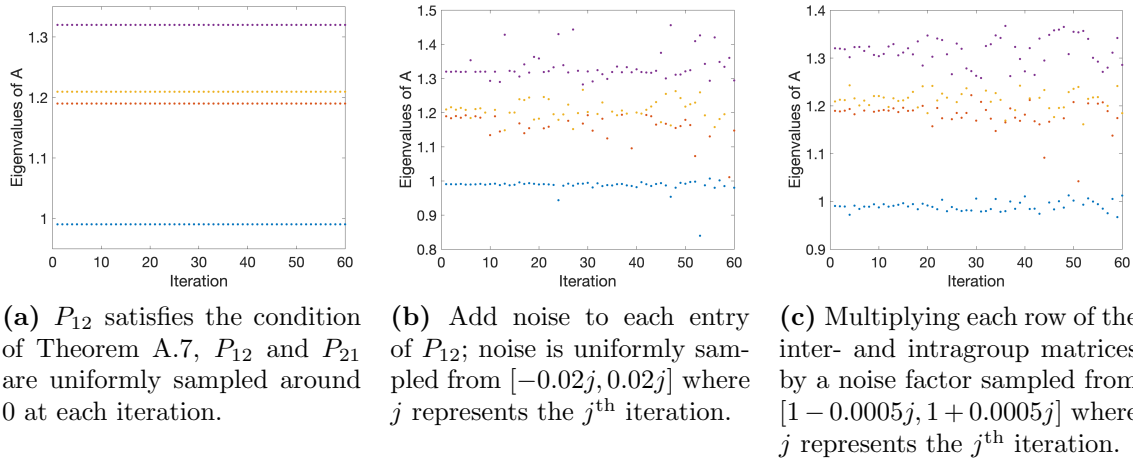 1.3
1.2
1.1
1
Eigenvalues of A
0 10 20 30 40 50 60
Iteration
1.5
1.4
1.3
1.2
1.1
1
0.9
0.8
Eigenvalues of A
0 10 20 30 40 50 60
Iteration
1.4
1.3
1.2
1.1
1
0.9
Eigenvalues of A
0 10 20 30 40 50 60
Iteration
(a) P₁₂ satisfies the condition
of Theorem A.7, P₁₂ and P₂₁
are uniformly sampled around
0 at each iteration.
(b) Add noise to each entry
of P₁₂; noise is uniformly sam-
pled from [−0.02j, 0.02j] where
j represents the jᵗʰ iteration.
(c) Multiplying each row of the
inter- and intragroup matrices
by a noise factor sampled from
[1−0.0005j, 1+0.0005j] where
j represents the jᵗʰ iteration.